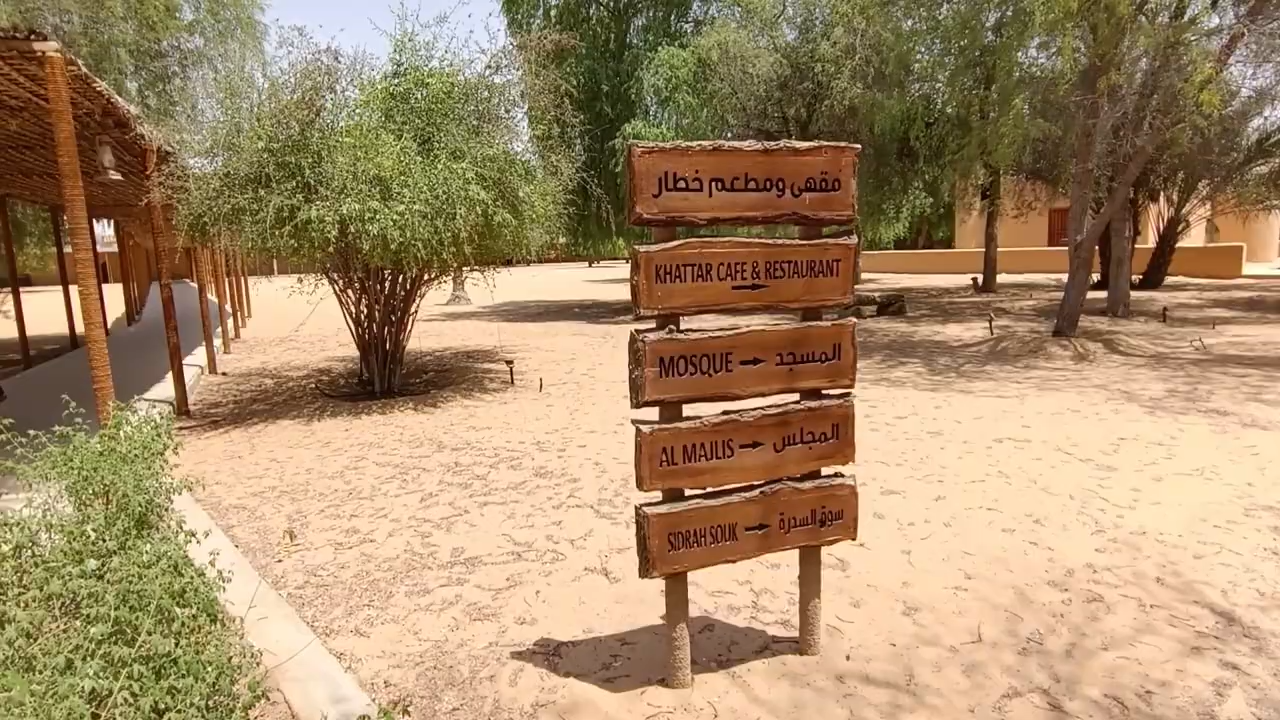 مقهى ومطعم خطار
KHATTAR CAFE & RESTAURANT
MOSQUE → المسجد
AL MAJLIS → المجلس
SIDRAH SOUK → سوق السدرة